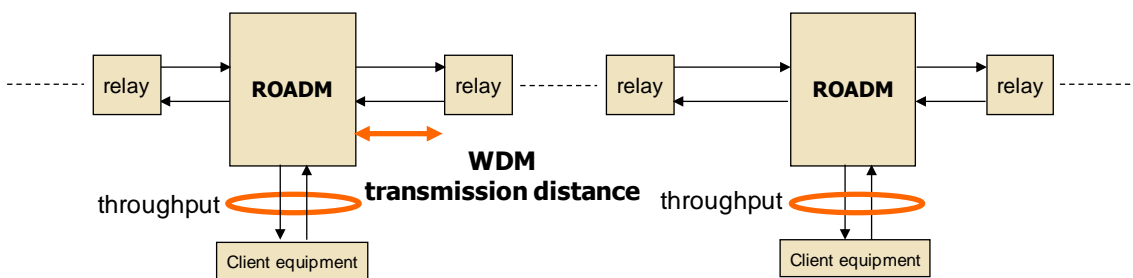 relay
ROADM
relay
relay
ROADM
relay
WDM
transmission distance
throughput
throughput
Client equipment
Client equipment